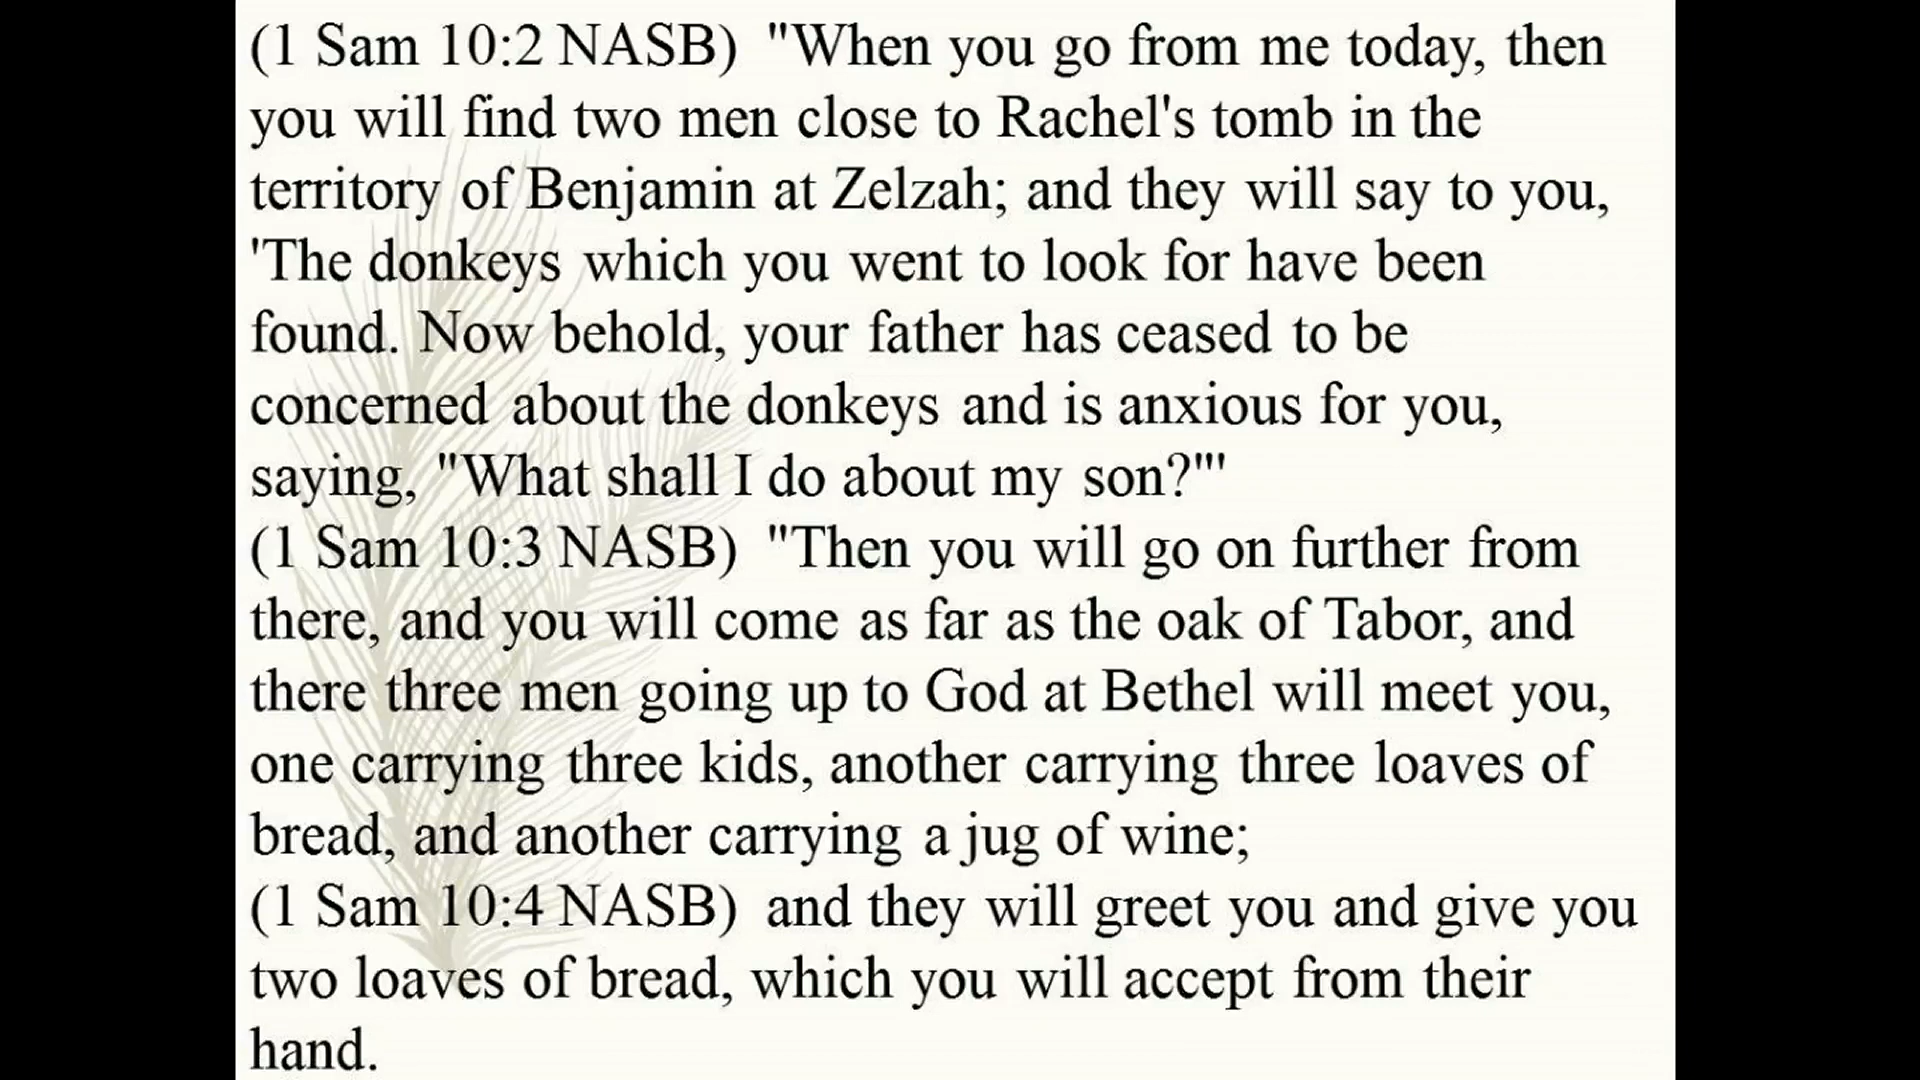 (1 Sam 10:2 NASB) "When you go from me today, then
you will find two men close to Rachel's tomb in the
territory of Benjamin at Zelzah; and they will say to you,
'The donkeys which you went to look for have been
found. Now behold, your father has ceased to be
concerned about the donkeys and is anxious for you,
saying, "What shall I do about my son?"'
(1 Sam 10:3 NASB) "Then you will go on further from
there, and you will come as far as the oak of Tabor, and
there three men going up to God at Bethel will meet you,
one carrying three kids, another carrying three loaves of
bread, and another carrying a jug of wine;
(1 Sam 10:4 NASB) and they will greet you and give you
two loaves of bread, which you will accept from their
hand.